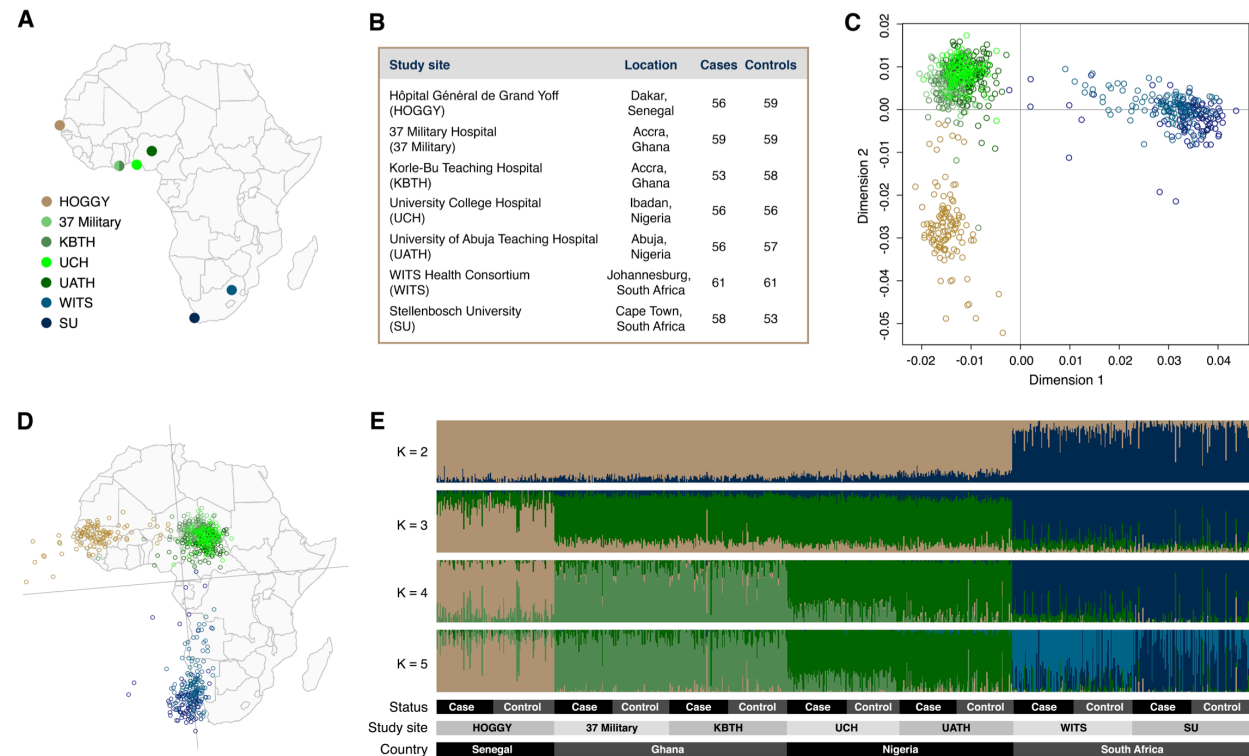 A
HOGGY
37 Military
KBTH
UCH
UATH
WITS
SU
B
Study site Location Cases Controls
Hôpital Général de Grand Yoff
(HOGGY)
Dakar,
Senegal
56 59
37 Military Hospital
(37 Military)
Accra,
Ghana
59 59
Korle-Bu Teaching Hospital
(KBTH)
Accra,
Ghana
53 58
University College Hospital
(UCH)
Ibadan,
Nigeria
56 56
University of Abuja Teaching Hospital
(UATH)
Abuja,
Nigeria
56 57
WITS Health Consortium
(WITS)
Johannesburg,
South Africa
61 61
Stellenbosch University
(SU)
Cape Town,
South Africa
58 53
C
Dimension 2
0.02
0.01
0.00
-0.01
-0.02
-0.03
-0.04
-0.05
-0.02 -0.01 0.00 0.01 0.02 0.03 0.04
Dimension 1
D
E
K = 2
K = 3
K = 4
K = 5
Status Case Control Case Control Case Control Case Control Case Control Case Control Case Control
Study site HOGGY 37 Military KBTH UCH UATH WITS SU
Country Senegal Ghana Nigeria South Africa